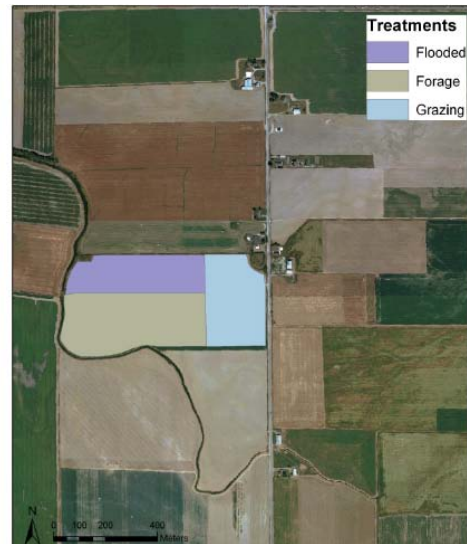 Treatments
Flooded
Forage
Grazing
N
0 100 200 400
Meters